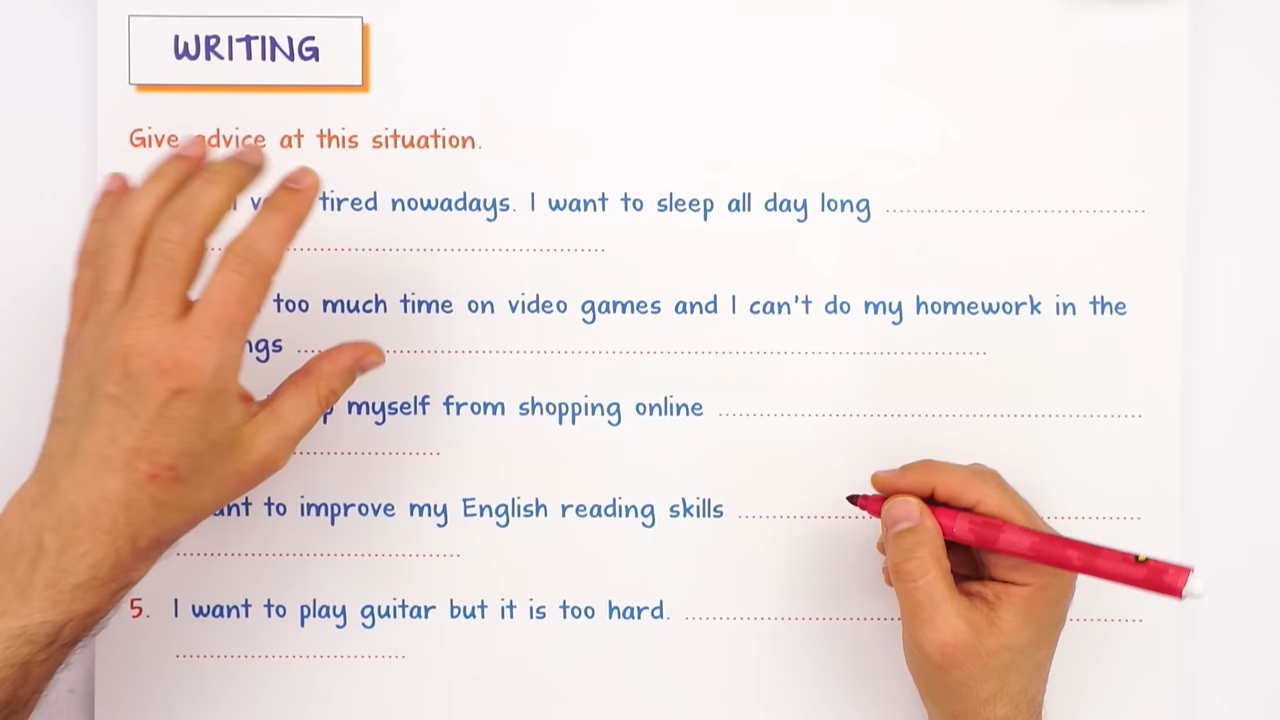 WRITING
Give advice at this situation.
tired nowadays. I want to sleep all day long
too much time on video games and I can't do my homework in the
myself from shopping online
to improve my English reading skills
5. I want to play guitar but it is too hard.